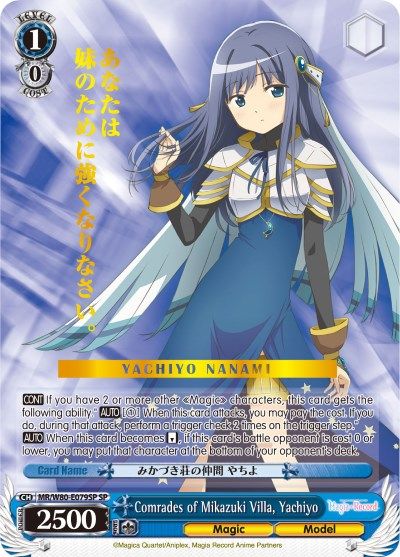 LEVEL
1
0
COST
あなたは
妹のために強くなりなさい。
YACHIYO NANAMI
CONT If you have 2 or more other «Magic» characters, this card gets the
following ability. " AUTO [①] When this card attacks, you may pay the cost. If you
do, during that attack, perform a trigger check 2 times on the trigger step."
AUTO When this card becomes , if this card's battle opponent is cost 0 or
lower, you may put that character at the bottom of your opponent's deck.
Card Name みかづき荘の仲間 やちよ
CH MR/W80-E079SP SP
Comrades of Mikazuki Villa, Yachiyo
Magia Record
POWER 2500
Magic Model
©Magica Quartet/Aniplex, Magia Record Anime Partners